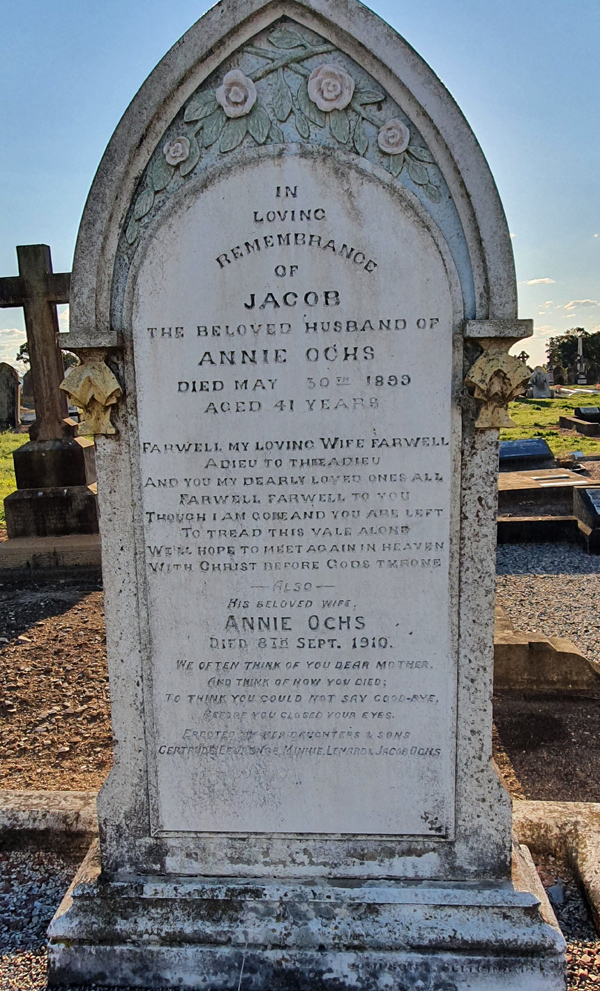 IN
LOVING
REMEMBRANCE
OF
JACOB
THE BELOVED HUSBAND OF
ANNIE OCHS
DIED MAY 30TH 1899
AGED 41 YEARS
FARWELL MY LOVING WIFE FARWELL
ADIEU TO THEE ADIEU
AND YOU MY DEARLY LOVED ONES ALL
FARWELL FARWELL TO YOU
THOUGH I AM GONE AND YOU ARE LEFT
TO TREAD THIS VALE ALONE
WE'LL HOPE TO MEET AGAIN IN HEAVEN
WITH CHRIST BEFORE GODS THRONE
— ALSO —
HIS BELOVED WIFE,
ANNIE OCHS
DIED 8TH SEPT. 1910.
WE OFTEN THINK OF YOU DEAR MOTHER,
AND THINK OF HOW YOU DIED;
TO THINK YOU COULD NOT SAY GOOD-BYE,
BEFORE YOU CLOSED YOUR EYES.
ERECTED BY HER DAUGHTERS & SONS
GERTRUDE, MINNIE, LENARD & JACOB OCHS